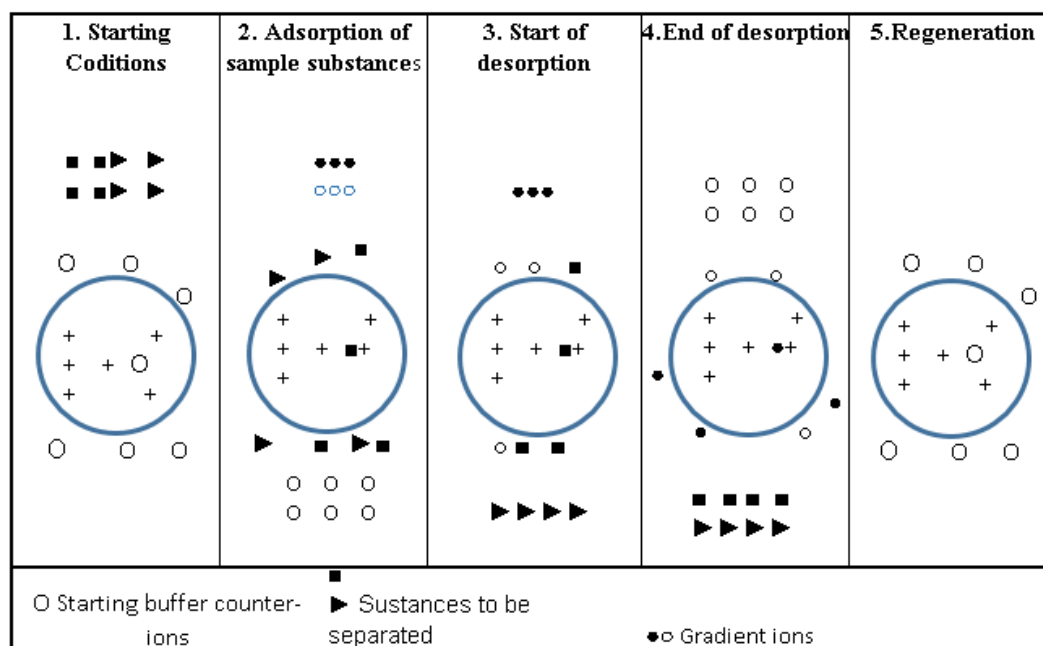 1. Starting
Coditions
2. Adsorption of
sample substances
3. Start of
desorption
4.End of desorption
5.Regeneration
Starting buffer counter-
ions
Sustances to be
separated
Gradient ions